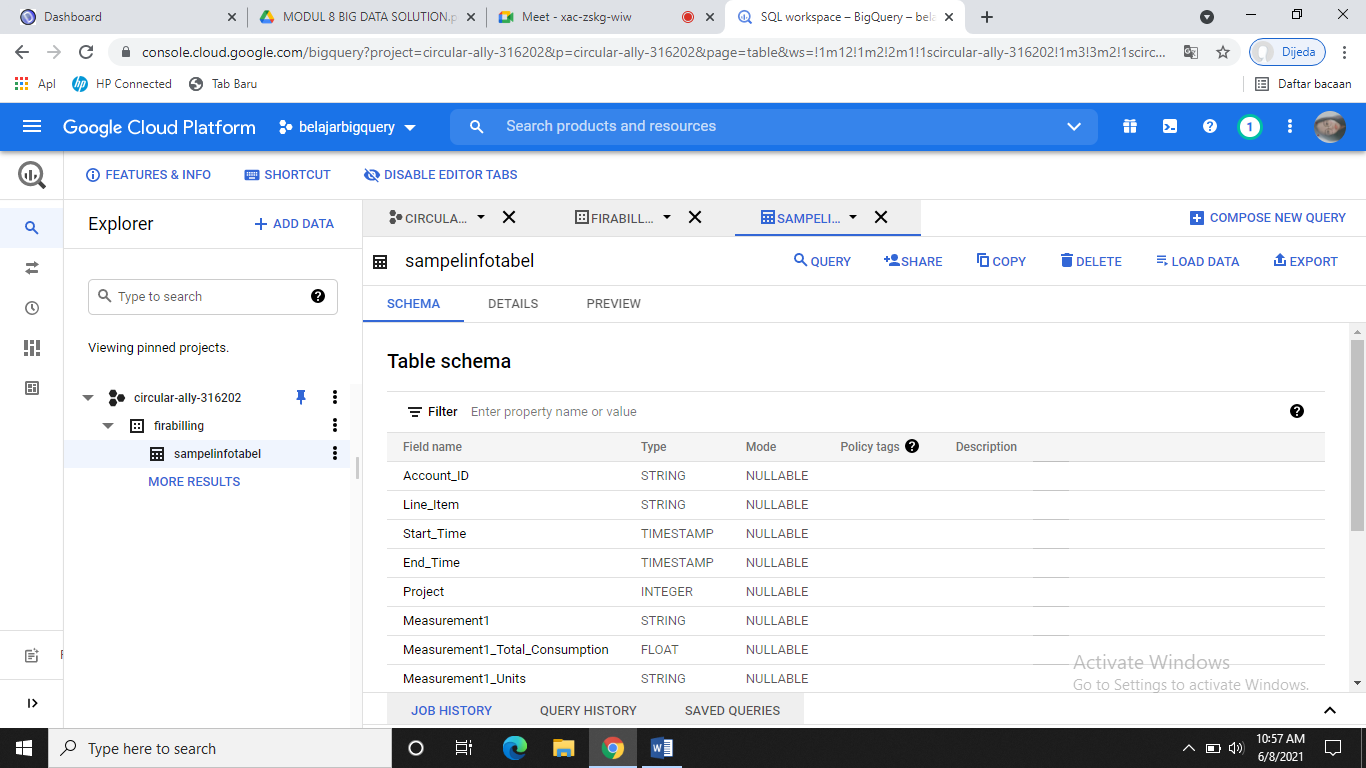 Dashboard
MODUL 8 BIG DATA SOLUTION.p
Meet - xac-zskg-wiw
SQL workspace – BigQuery – bela
console.cloud.google.com/bigquery?project=circular-ally-316202&p=circular-ally-316202&page=table&ws=!1m12!1m2!2m1!1scircular-ally-316202!1m3!3m2!1scirc...
Dijeda
Apl
HP Connected
Tab Baru
Daftar bacaan
Google Cloud Platform
belajarbigquery
Search products and resources
1
FEATURES & INFO
SHORTCUT
DISABLE EDITOR TABS
Explorer
+ ADD DATA
Type to search
Viewing pinned projects.
circular-ally-316202
firabilling
sampelinfotabel
MORE RESULTS
CIRCULA...
FIRABILL...
SAMPELI...
COMPOSE NEW QUERY
sampelinfotabel
QUERY
SHARE
COPY
DELETE
LOAD DATA
EXPORT
SCHEMA
DETAILS
PREVIEW
Table schema
Filter Enter property name or value
Field name Type Mode Policy tags Description
Account_ID STRING NULLABLE
Line_Item STRING NULLABLE
Start_Time TIMESTAMP NULLABLE
End_Time TIMESTAMP NULLABLE
Project INTEGER NULLABLE
Measurement1 STRING NULLABLE
Measurement1_Total_Consumption FLOAT NULLABLE
Measurement1_Units STRING NULLABLE
Activate Windows
Go to Settings to activate Windows.
JOB HISTORY
QUERY HISTORY
SAVED QUERIES
Type here to search
10:57 AM
6/8/2021